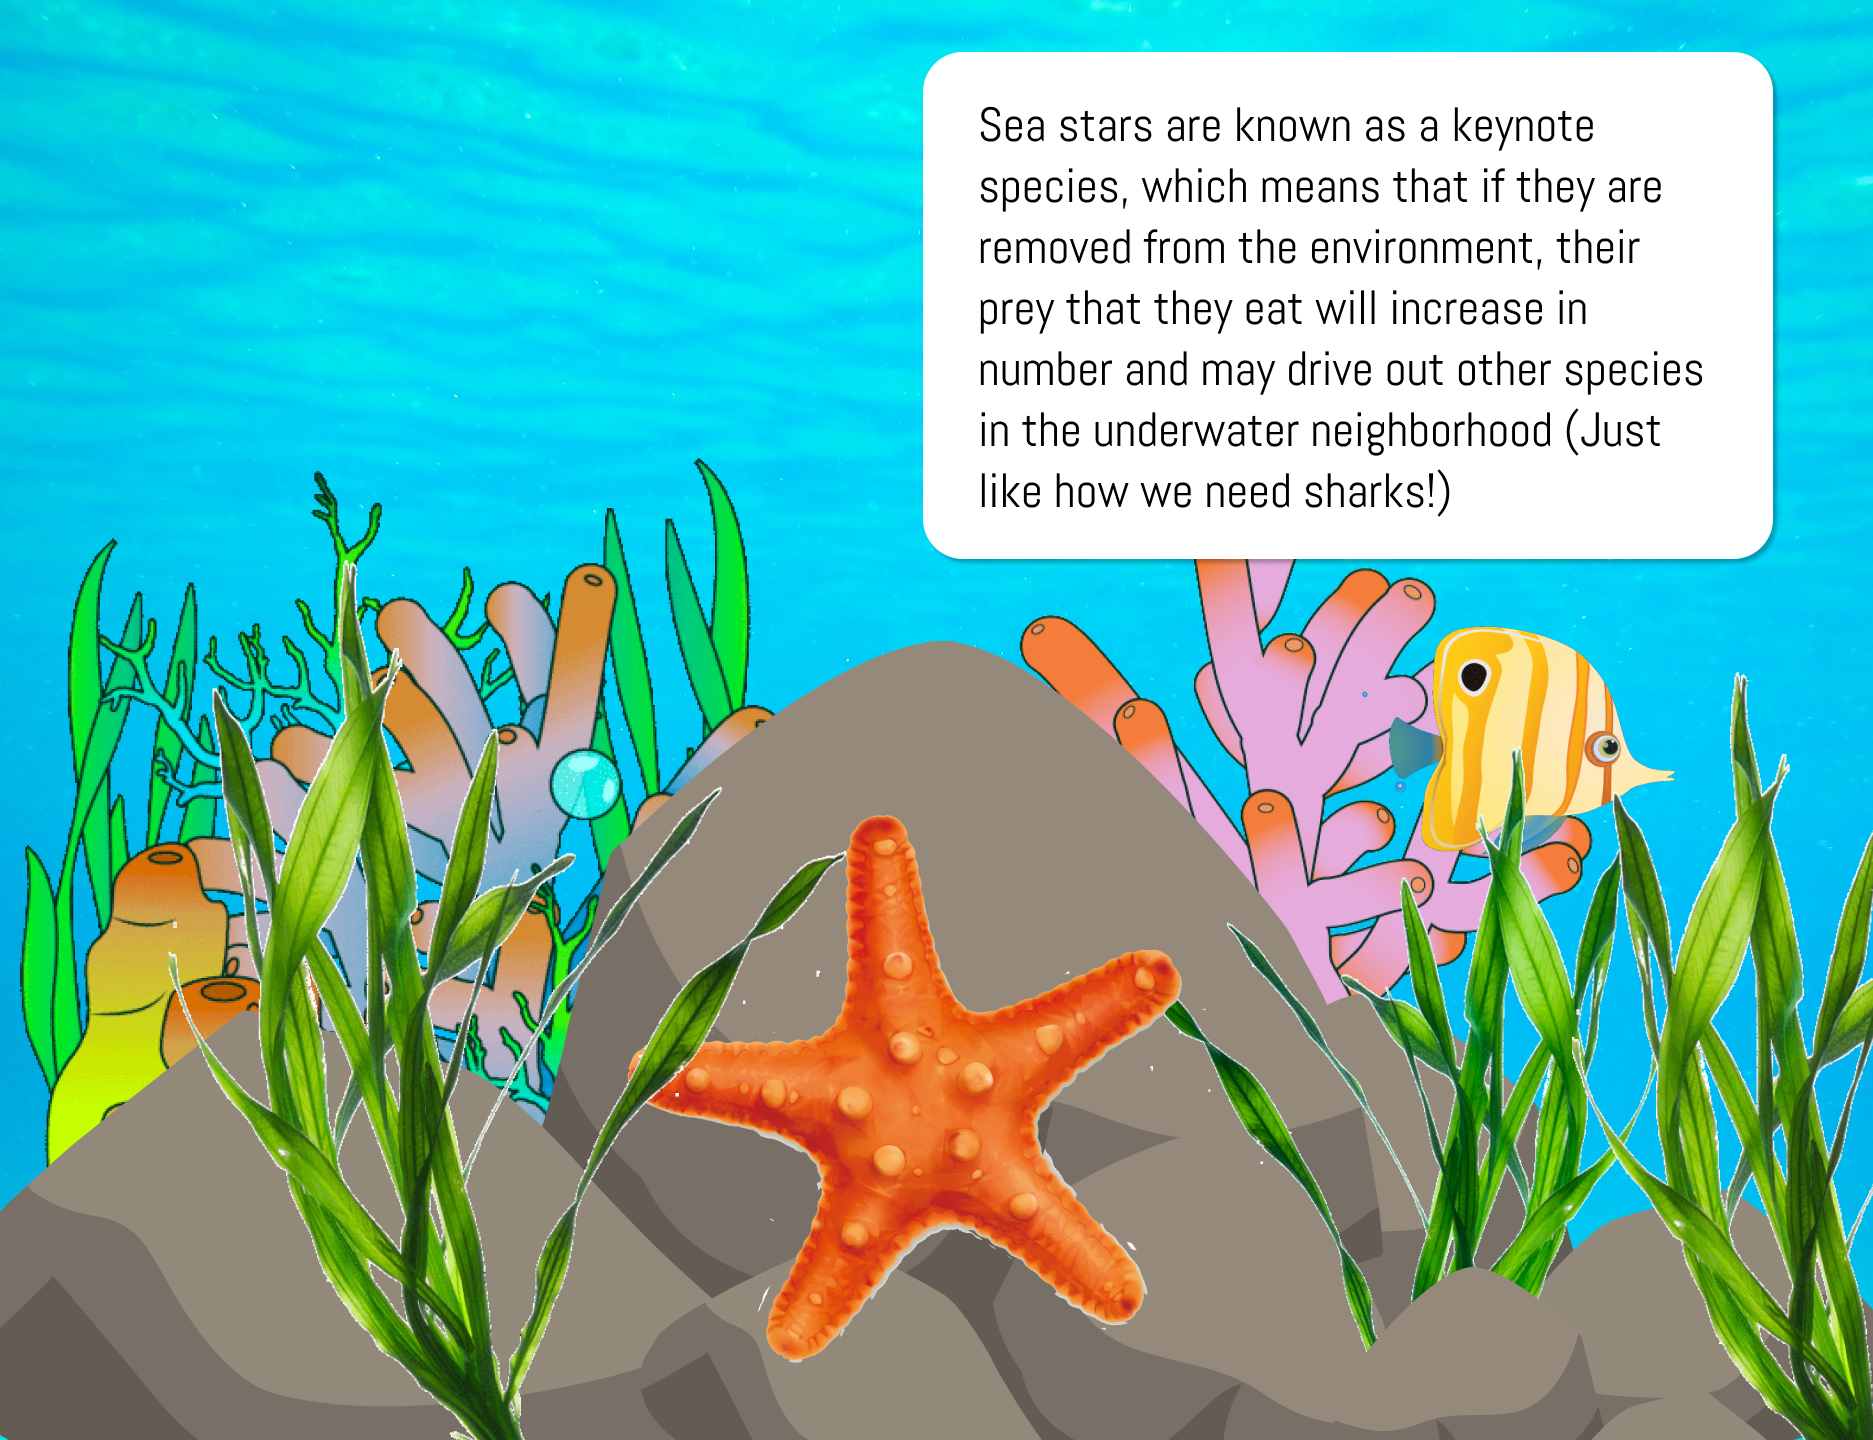 Sea stars are known as a keynote
species, which means that if they are
removed from the environment, their
prey that they eat will increase in
number and may drive out other species
in the underwater neighborhood (Just
like how we need sharks!)